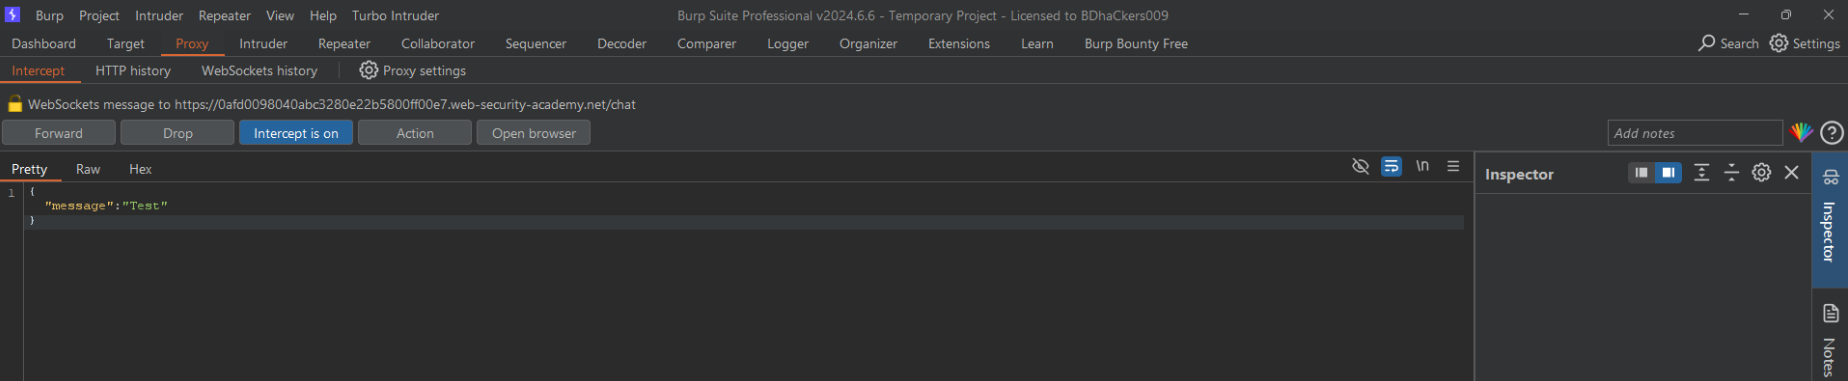 Burp Project Intruder Repeater View Help Turbo Intruder Burp Suite Professional v2024.6.6 - Temporary Project - Licensed to BDhaCkers009
Dashboard Target Proxy Intruder Repeater Collaborator Sequencer Decoder Comparer Logger Organizer Extensions Learn Burp Bounty Free Search Settings
Intercept HTTP history WebSockets history Proxy settings
WebSockets message to https://0afd0098040abc3280e22b5800ff00e7.web-security-academy.net/chat
Forward Drop Intercept is on Action Open browser Add notes
Pretty Raw Hex \n Inspector
1 {
"message":"Test"
}
Inspector
Notes